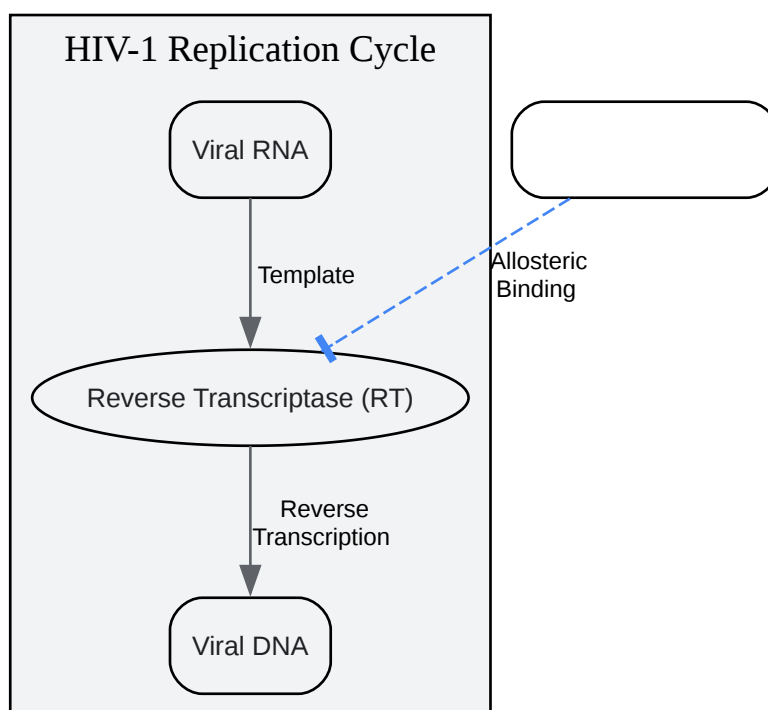 HIV-1 Replication Cycle
Viral RNA
Template
Allosteric
Binding
Reverse Transcriptase (RT)
Reverse
Transcription
Viral DNA